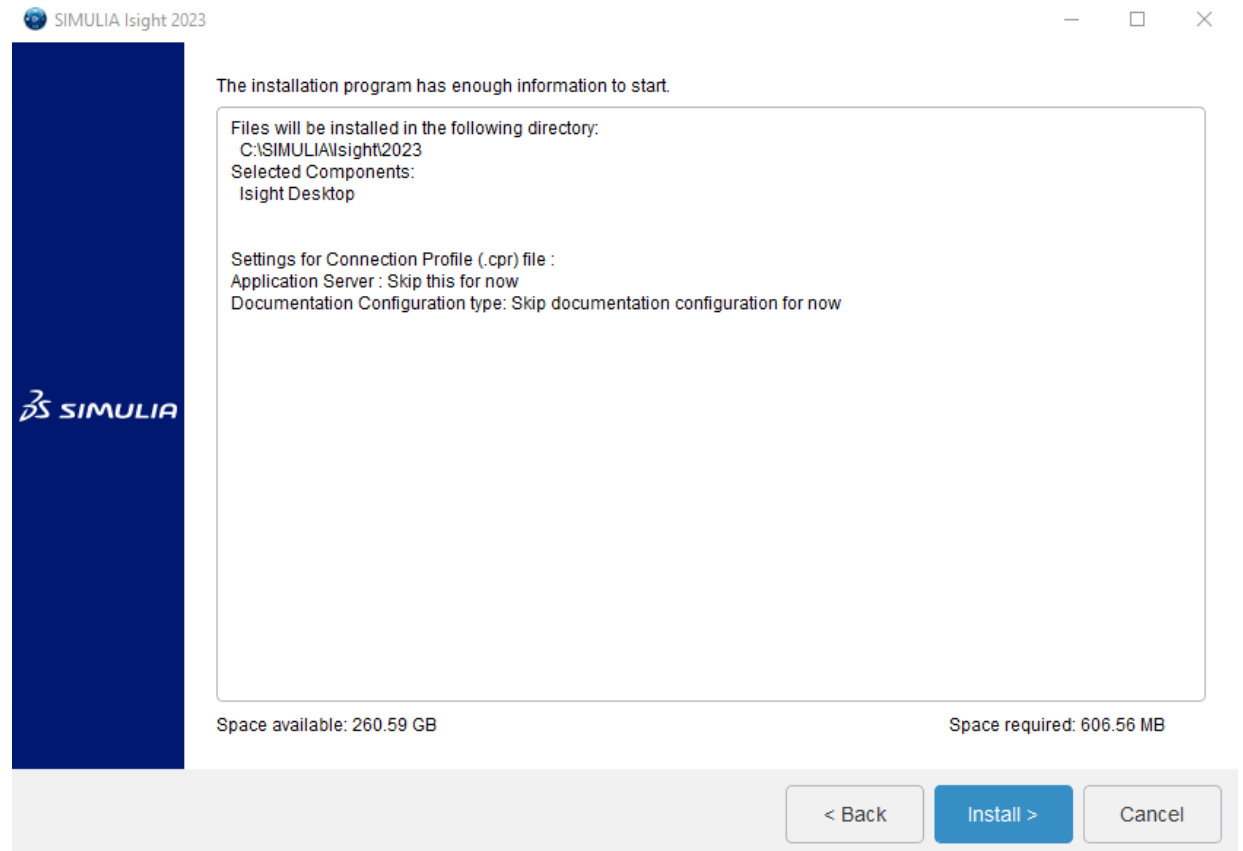 SIMULIA Isight 2023
The installation program has enough information to start.
Files will be installed in the following directory:
C:\SIMULIA\Isight\2023
Selected Components:
Isight Desktop
Settings for Connection Profile (.cpr) file :
Application Server : Skip this for now
Documentation Configuration type: Skip documentation configuration for now
3S SIMULIA
Space available: 260.59 GB
Space required: 606.56 MB
< Back
Install >
Cancel